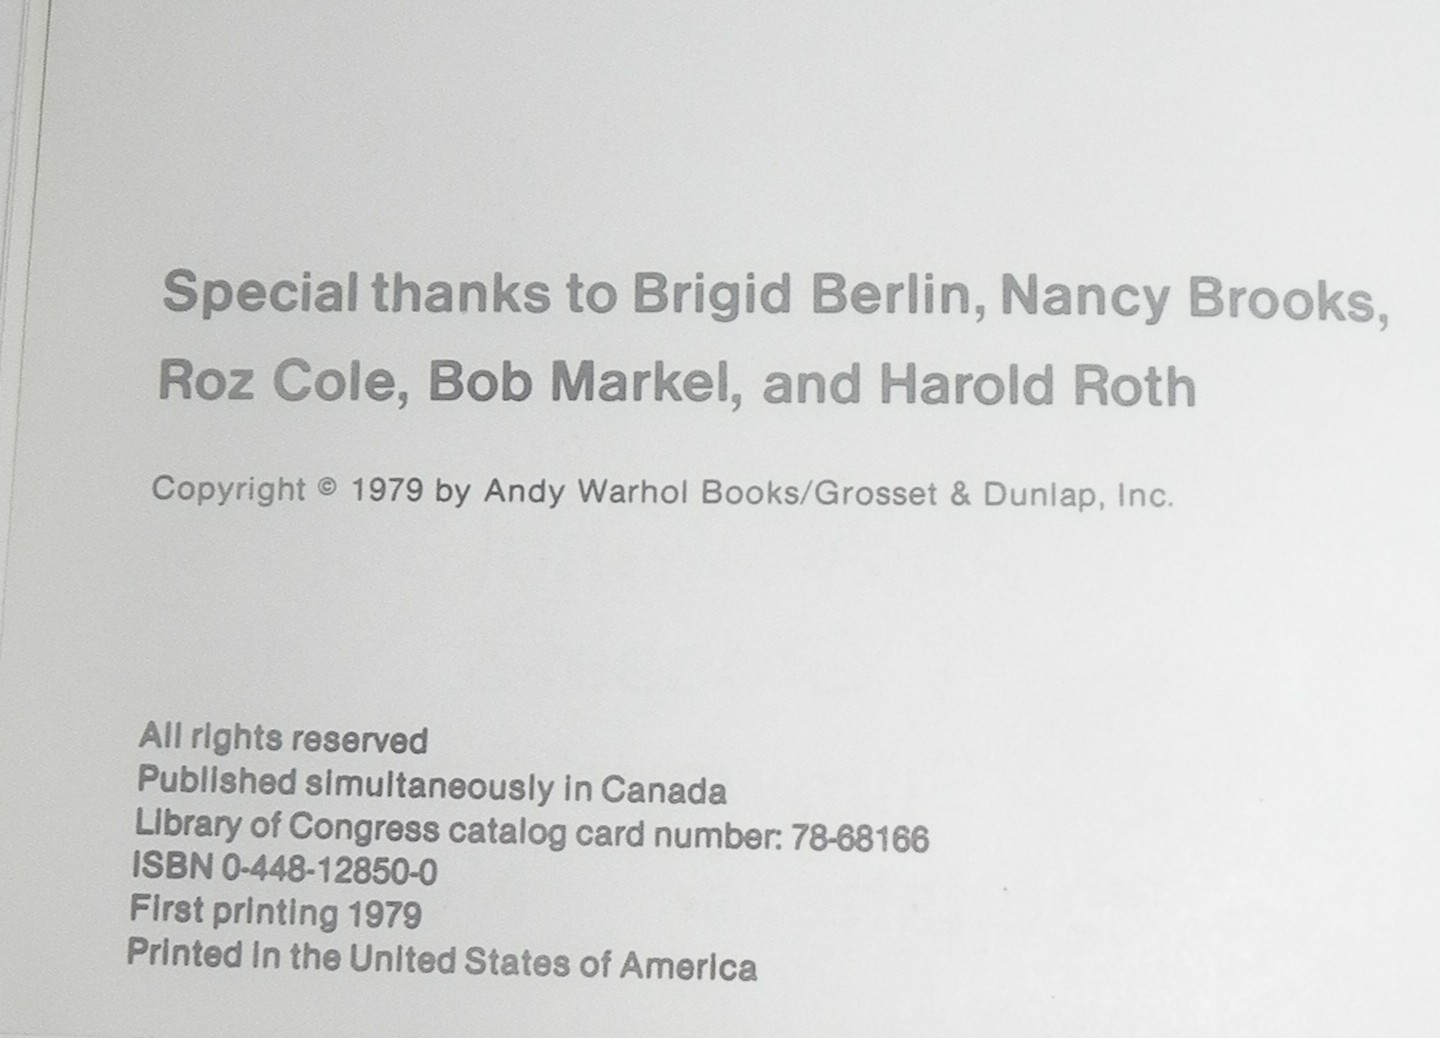 Special thanks to Brigid Berlin, Nancy Brooks,
Roz Cole, Bob Markel, and Harold Roth
Copyright © 1979 by Andy Warhol Books/Grosset & Dunlap, Inc.
All rights reserved
Published simultaneously in Canada
Library of Congress catalog card number: 78-68166
ISBN 0-448-12850-0
First printing 1979
Printed in the United States of America